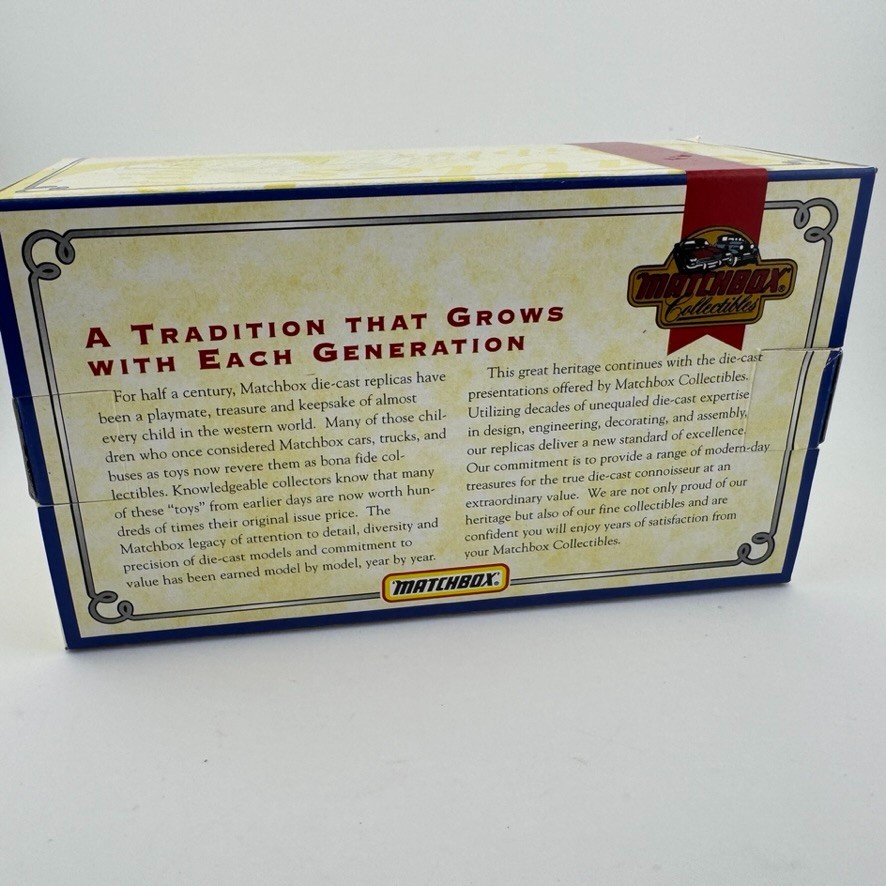 MATCHBOX®
Collectibles
A TRADITION THAT GROWS
WITH EACH GENERATION
For half a century, Matchbox die-cast replicas have
been a playmate, treasure and keepsake of almost
every child in the western world. Many of those chil-
dren who once considered Matchbox cars, trucks, and
buses as toys now revere them as bona fide col-
lectibles. Knowledgeable collectors know that many
of these “toys” from earlier days are now worth hun-
dreds of times their original issue price. The
Matchbox legacy of attention to detail, diversity and
precision of die-cast models and commitment to
value has been earned model by model, year by year.
This great heritage continues with the die-cast
presentations offered by Matchbox Collectibles.
Utilizing decades of unequaled die-cast expertise
in design, engineering, decorating, and assembly,
our replicas deliver a new standard of excellence.
Our commitment is to provide a range of modern-day
treasures for the true die-cast connoisseur at an
extraordinary value. We are not only proud of our
heritage but also of our fine collectibles and are
confident you will enjoy years of satisfaction from
your Matchbox Collectibles.
MATCHBOX®